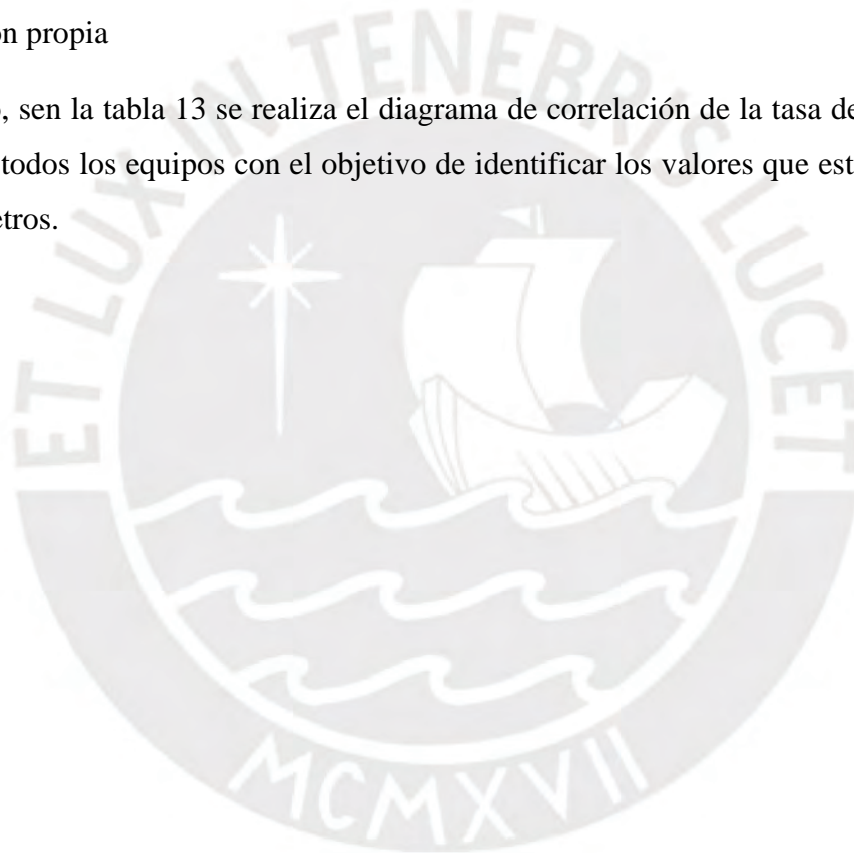 ón propia
o, sen la tabla 13 se realiza el diagrama de correlación de la tasa de
todos los equipos con el objetivo de identificar los valores que est
etros.
ET LUX IN TENEBRIS LUCET
MCMXVII